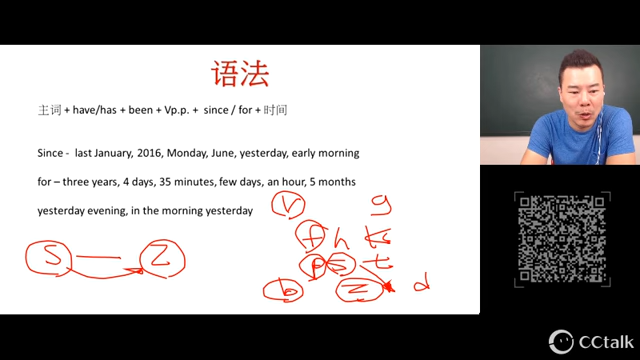 语法
主词 + have/has + been + Vp.p. + since / for + 时间
Since - last January, 2016, Monday, June, yesterday, early morning
for – three years, 4 days, 35 minutes, few days, an hour, 5 months
yesterday evening, in the morning yesterday
v g
f h k
S Z p s t
b z d
CCtalk